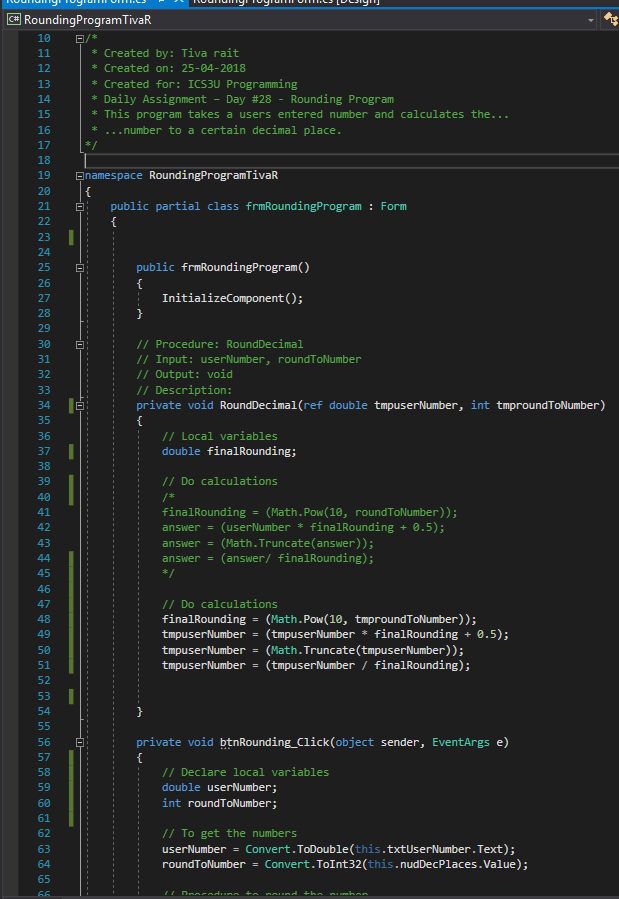 RoundingProgramForm.cs RoundingProgramForm.cs [Design]
C# RoundingProgramTivaR
10 /*
11 * Created by: Tiva rait
12 * Created on: 25-04-2018
13 * Created for: ICS3U Programming
14 * Daily Assignment – Day #28 - Rounding Program
15 * This program takes a users entered number and calculates the...
16 * ...number to a certain decimal place.
17 */
18
19 namespace RoundingProgramTivaR
20 {
21 public partial class frmRoundingProgram : Form
22 {
23
24
25 public frmRoundingProgram()
26 {
27 InitializeComponent();
28 }
29
30 // Procedure: RoundDecimal
31 // Input: userNumber, roundToNumber
32 // Output: void
33 // Description:
34 private void RoundDecimal(ref double tmpuserNumber, int tmproundToNumber)
35 {
36 // Local variables
37 double finalRounding;
38
39 // Do calculations
40 /*
41 finalRounding = (Math.Pow(10, roundToNumber));
42 answer = (userNumber * finalRounding + 0.5);
43 answer = (Math.Truncate(answer));
44 answer = (answer/ finalRounding);
45 */
46
47 // Do calculations
48 finalRounding = (Math.Pow(10, tmproundToNumber));
49 tmpuserNumber = (tmpuserNumber * finalRounding + 0.5);
50 tmpuserNumber = (Math.Truncate(tmpuserNumber));
51 tmpuserNumber = (tmpuserNumber / finalRounding);
52
53
54 }
55
56 private void btnRounding_Click(object sender, EventArgs e)
57 {
58 // Declare local variables
59 double userNumber;
60 int roundToNumber;
61
62 // To get the numbers
63 userNumber = Convert.ToDouble(this.txtUserNumber.Text);
64 roundToNumber = Convert.ToInt32(this.nudDecPlaces.Value);
65
66 // Procedure to round the number